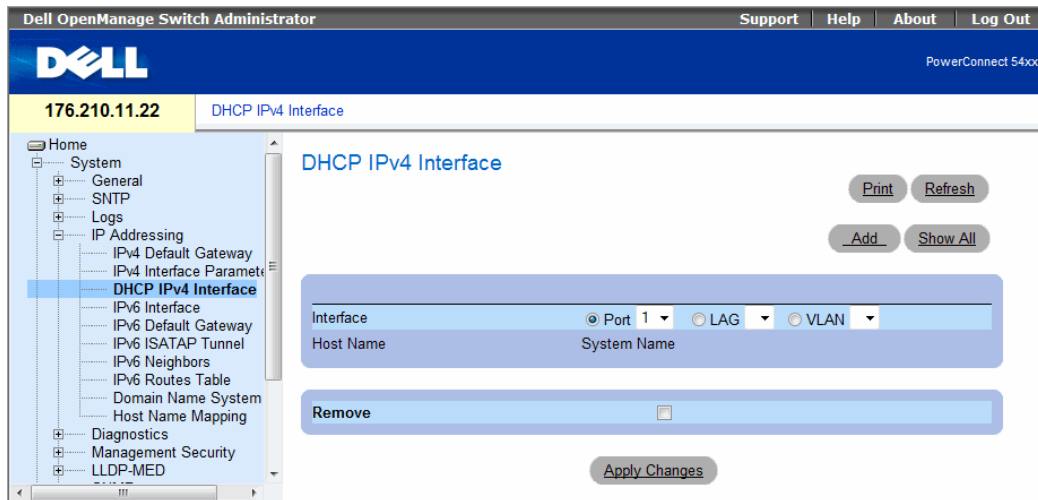 Dell OpenManage Switch Administrator
Support Help About Log Out
DELL
PowerConnect 54xx
176.210.11.22
DHCP IPv4 Interface
Home
System
General
SNTP
Logs
IP Addressing
IPv4 Default Gateway
IPv4 Interface Paramete
DHCP IPv4 Interface
IPv6 Interface
IPv6 Default Gateway
IPv6 ISATAP Tunnel
IPv6 Neighbors
IPv6 Routes Table
Domain Name System
Host Name Mapping
Diagnostics
Management Security
LLDP-MED
DHCP IPv4 Interface
Print Refresh
Add Show All
Interface Port 1 LAG VLAN
Host Name System Name
Remove
Apply Changes